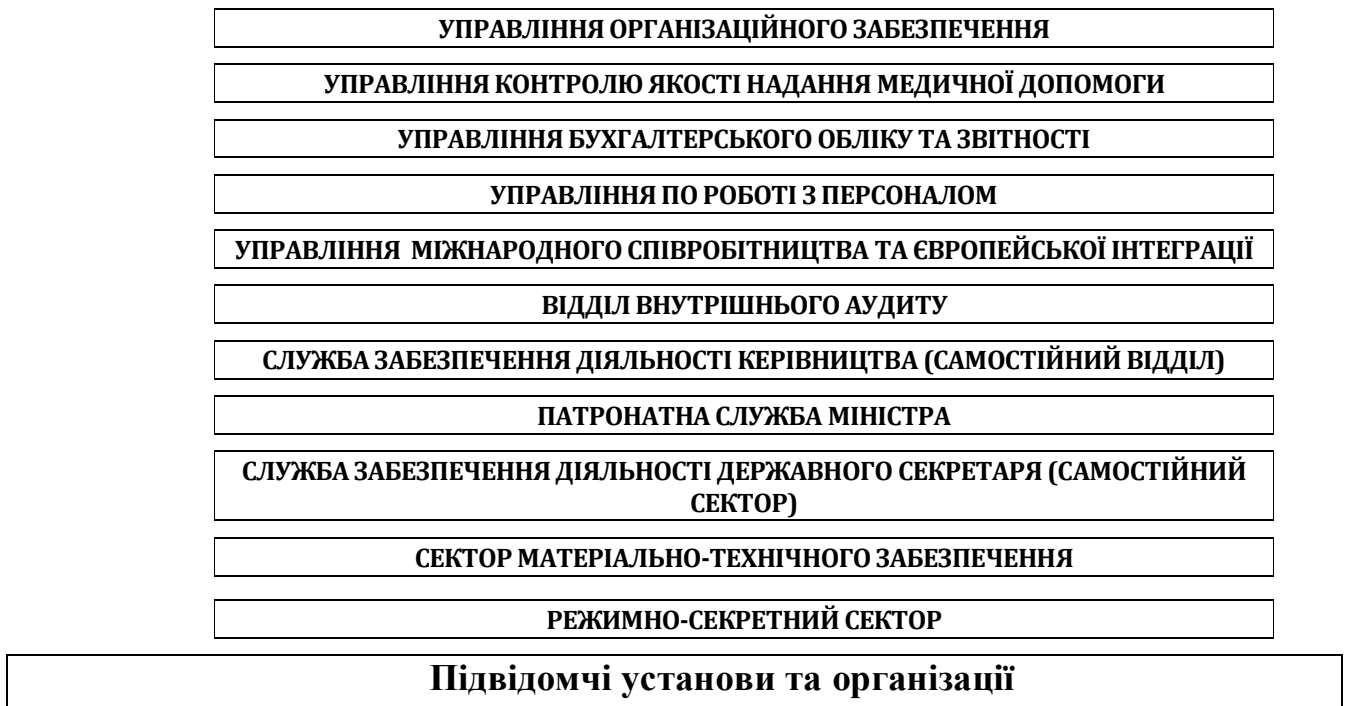 УПРАВЛІННЯ ОРГАНІЗАЦІЙНОГО ЗАБЕЗПЕЧЕННЯ
УПРАВЛІННЯ КОНТРОЛЮ ЯКОСТІ НАДАННЯ МЕДИЧНОЇ ДОПОМОГИ
УПРАВЛІННЯ БУХГАЛТЕРСЬКОГО ОБЛІКУ ТА ЗВІТНОСТІ
УПРАВЛІННЯ ПО РОБОТІ З ПЕРСОНАЛОМ
УПРАВЛІННЯ МІЖНАРОДНОГО СПІВРОБІТНИЦТВА ТА ЄВРОПЕЙСЬКОЇ ІНТЕГРАЦІЇ
ВІДДІЛ ВНУТРІШНЬОГО АУДИТУ
СЛУЖБА ЗАБЕЗПЕЧЕННЯ ДІЯЛЬНОСТІ КЕРІВНИЦТВА (САМОСТІЙНИЙ ВІДДІЛ)
ПАТРОНАТНА СЛУЖБА МІНІСТРА
СЛУЖБА ЗАБЕЗПЕЧЕННЯ ДІЯЛЬНОСТІ ДЕРЖАВНОГО СЕКРЕТАРЯ (САМОСТІЙНИЙ
СЕКТОР)
СЕКТОР МАТЕРІАЛЬНО-ТЕХНІЧНОГО ЗАБЕЗПЕЧЕННЯ
РЕЖИМНО-СЕКРЕТНИЙ СЕКТОР
Підвідомчі установи та організації